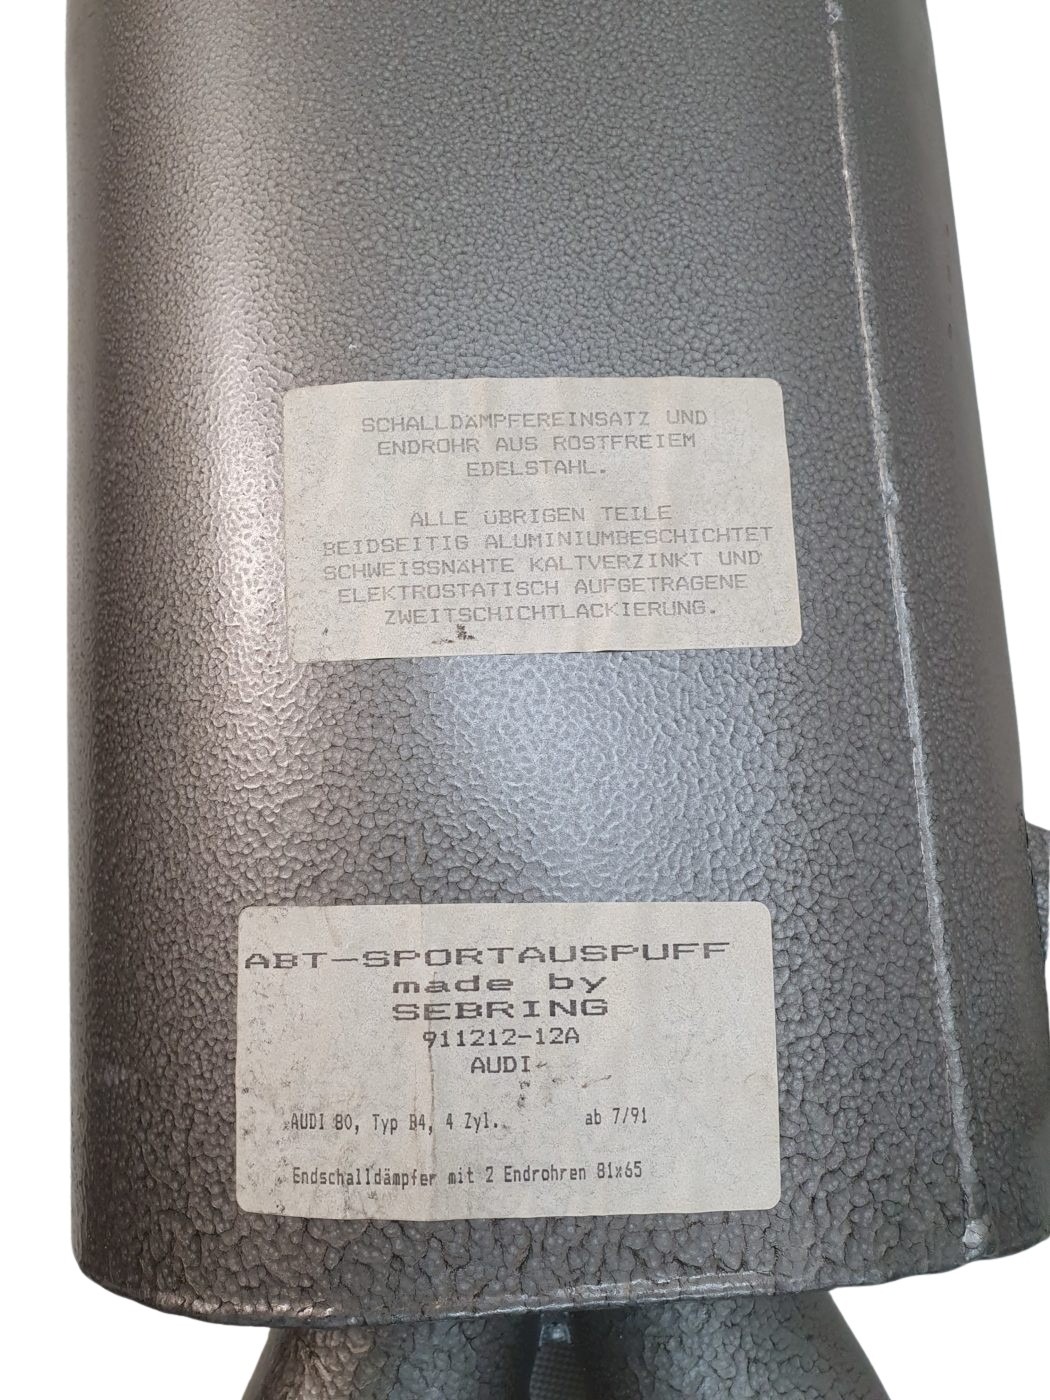 SCHALLDÄMPFEREINSATZ UND
ENDROHR AUS ROSTFREIEM
EDELSTAHL.
ALLE ÜBRIGEN TEILE
BEIDSEITIG ALUMINIUMBESCHICHTET
SCHWEISSNÄHTE KALTVERZINKT UND
ELEKTROSTATISCH AUFGETRAGENE
ZWEITSCHICHTLACKIERUNG.
ABT-SPORTAUSPUFF
made by
SEBRING
911212-12A
AUDI
AUDI 80, Typ B4, 4 Zyl. ab 7/91
Endschalldämpfer mit 2 Endrohren 81x65